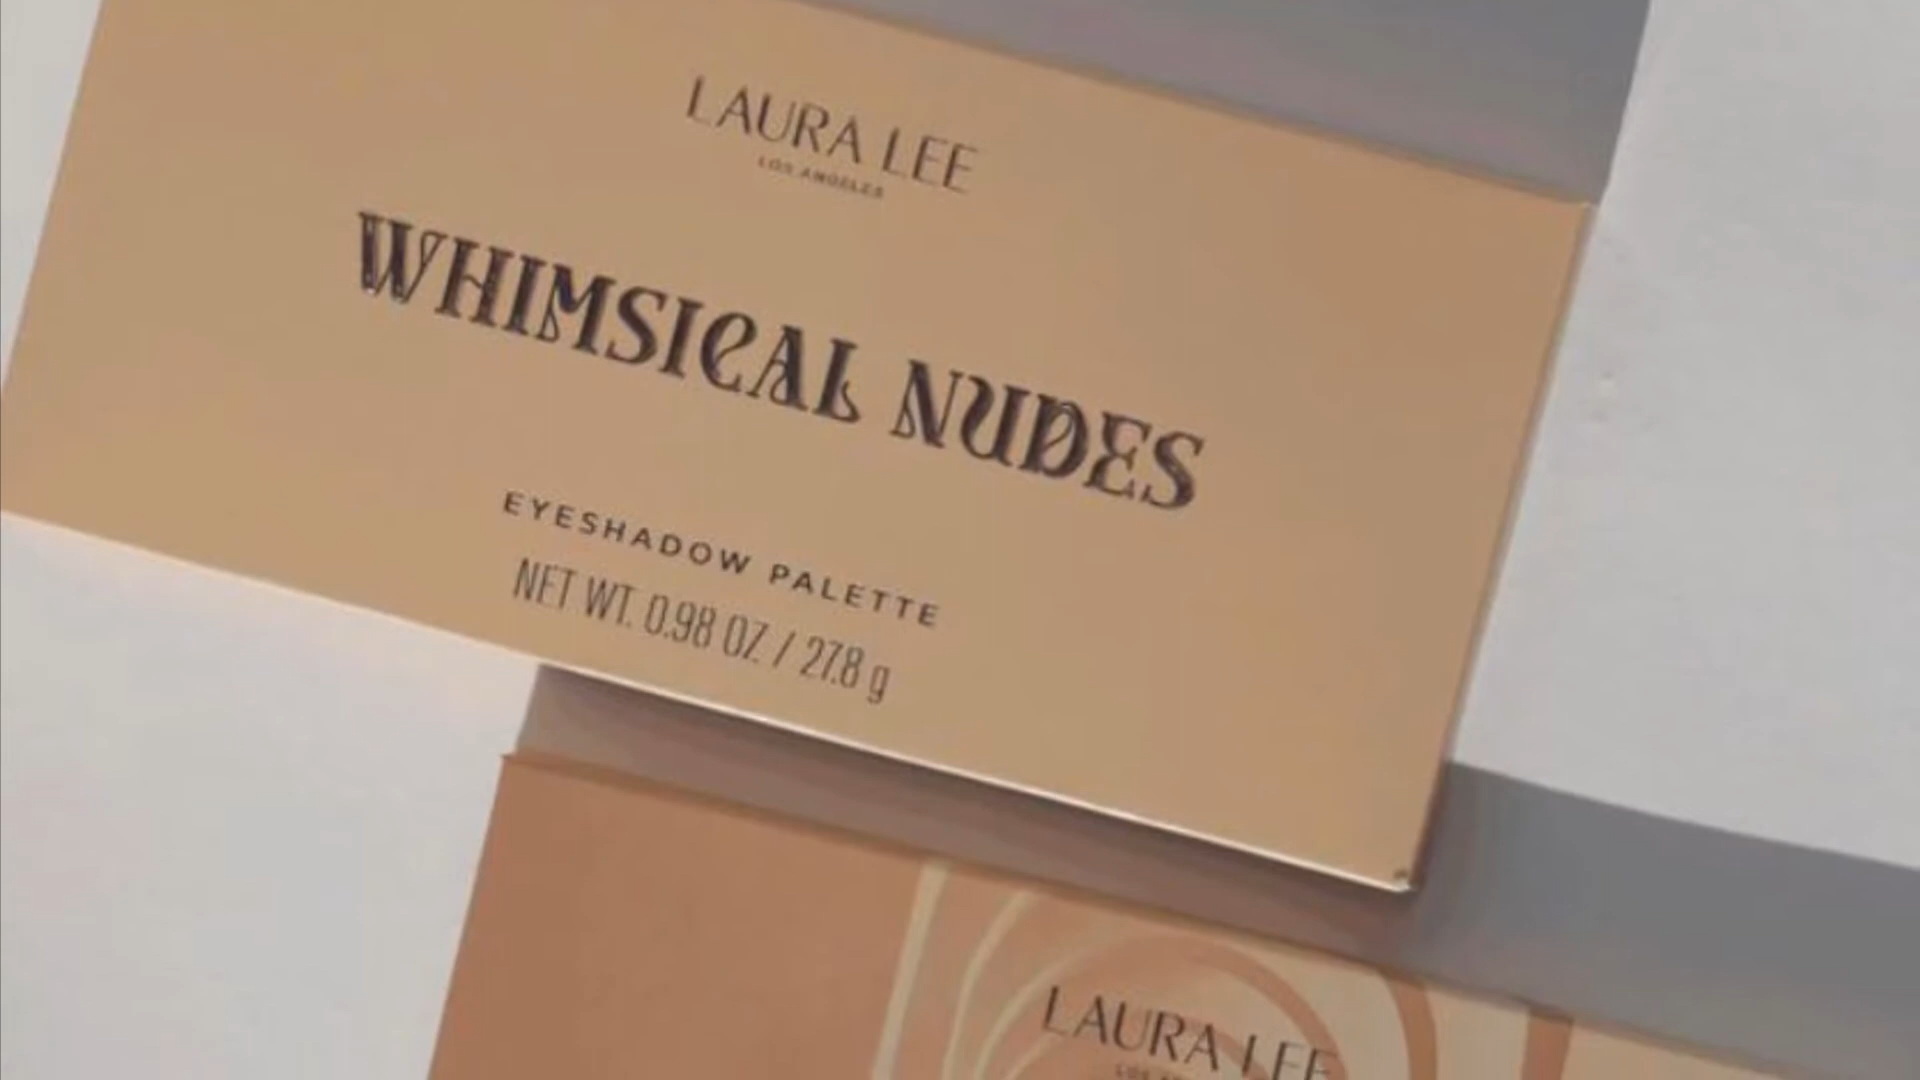 LAURA LEE
LOS ANGELES
WHIMSICAL NUDES
EYESHADOW PALETTE
NET WT. 0.98 OZ. / 27.8 g
LAURA LEE